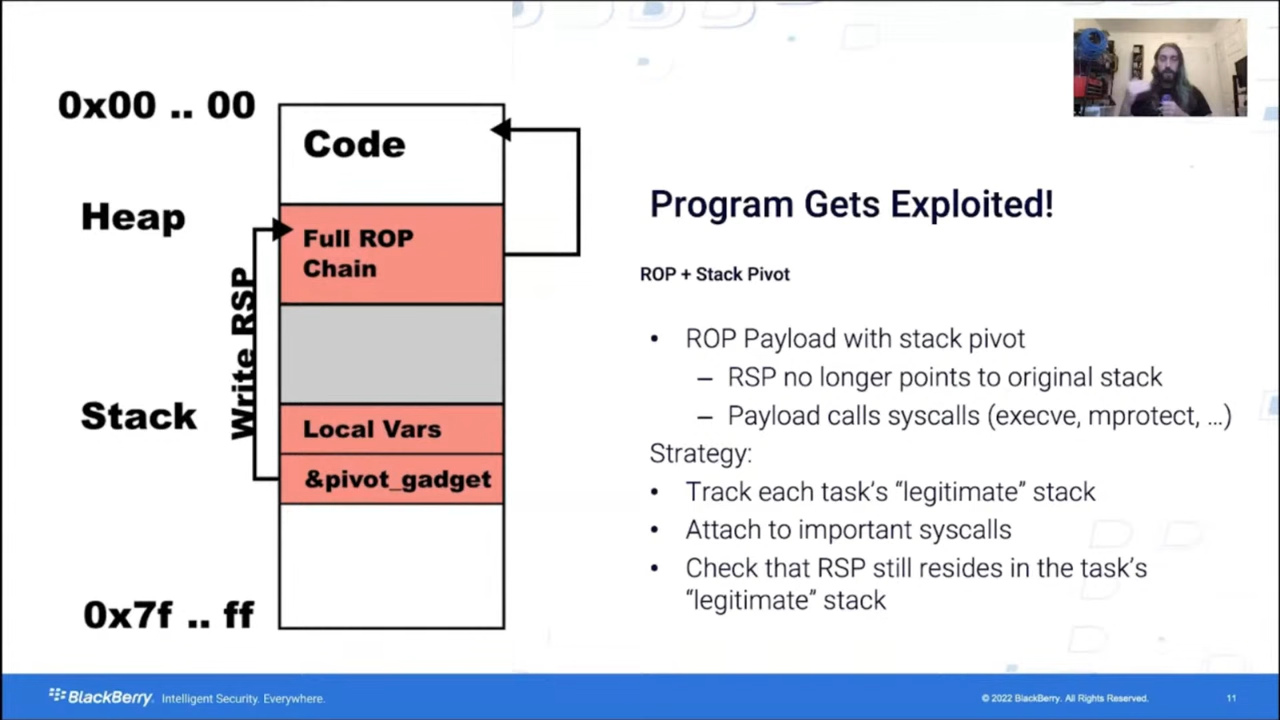 0x00 .. 00
Code
Heap
Full ROP
Chain
Write RSP
Stack
Local Vars
&pivot_gadget
0x7f .. ff
Program Gets Exploited!
ROP + Stack Pivot
• ROP Payload with stack pivot
– RSP no longer points to original stack
– Payload calls syscalls (execve, mprotect, ...)
Strategy:
• Track each task's “legitimate” stack
• Attach to important syscalls
• Check that RSP still resides in the task's
“legitimate” stack
BlackBerry. Intelligent Security. Everywhere.
© 2022 BlackBerry. All Rights Reserved. 11